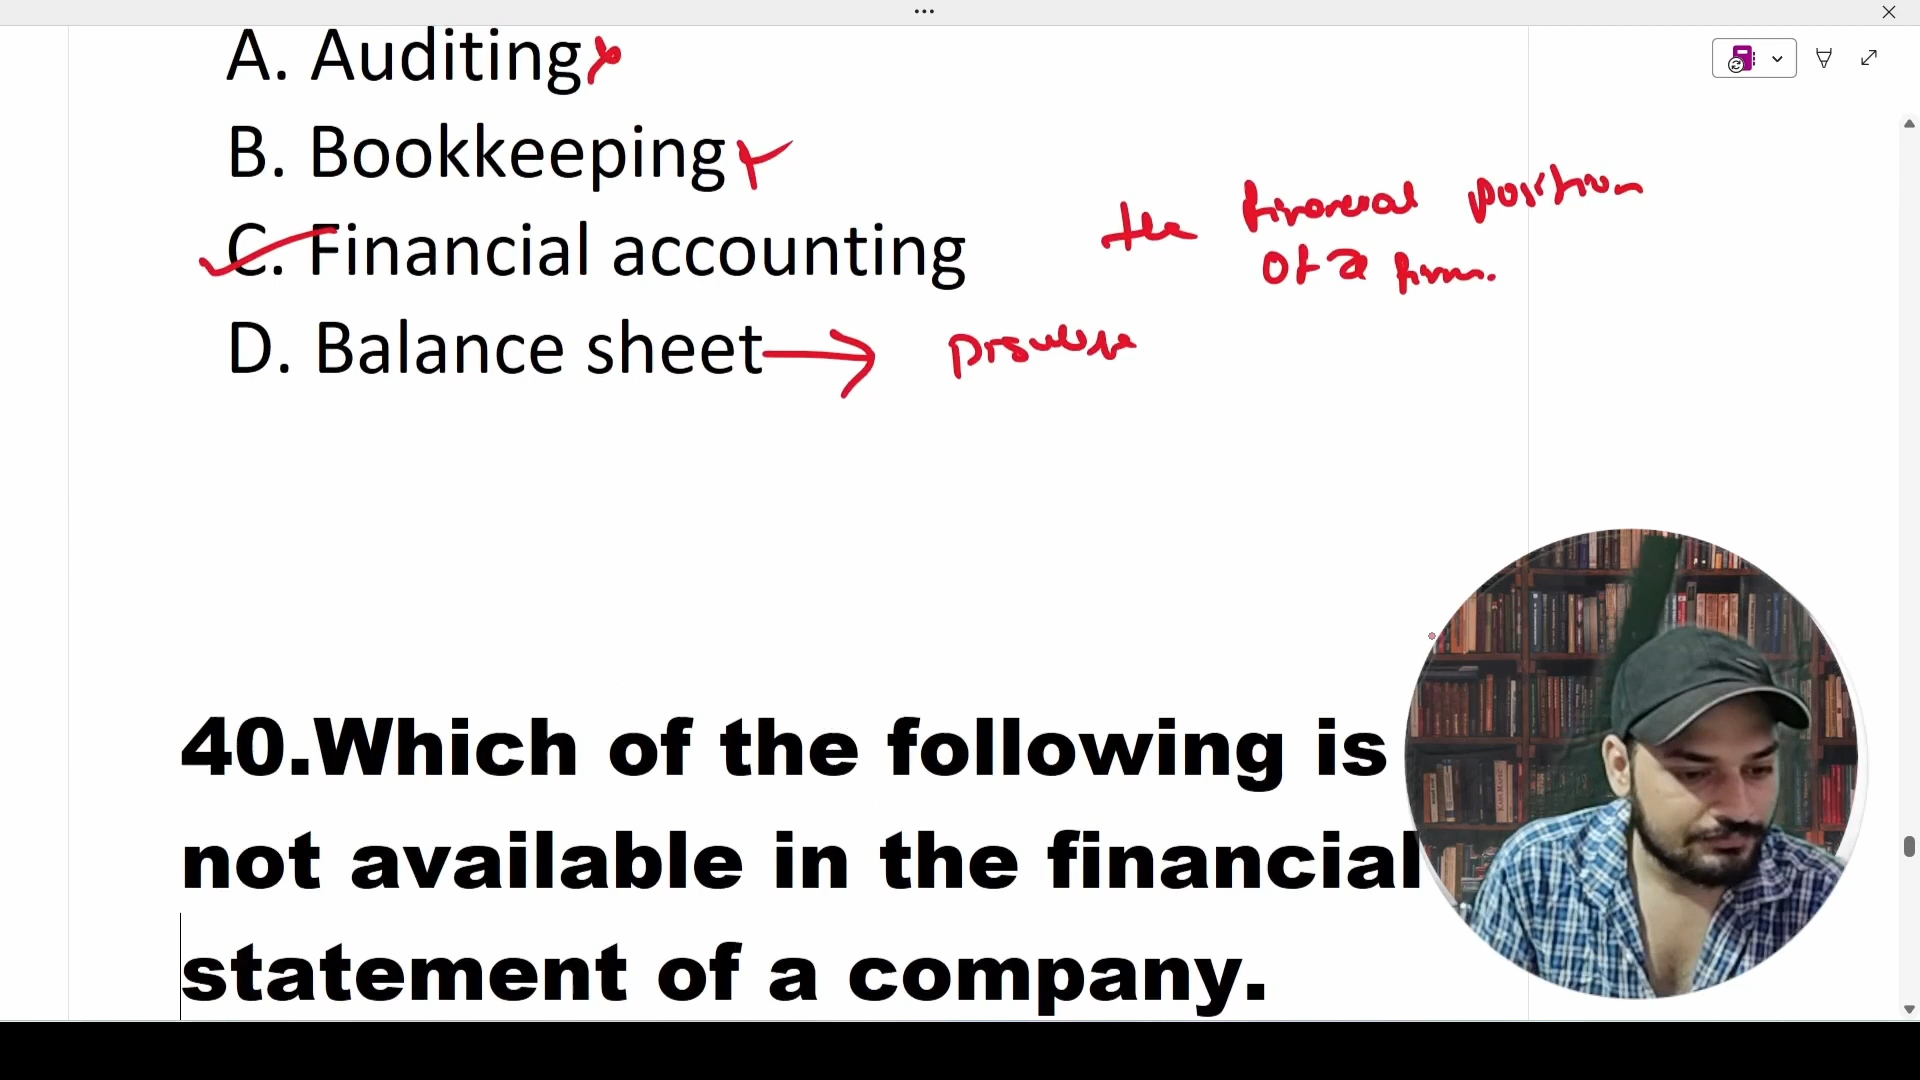 A. Auditing
B. Bookkeeping
the financial position
C. Financial accounting
of a firm.
D. Balance sheet
40.Which of the following is
not available in the financial
statement of a company.